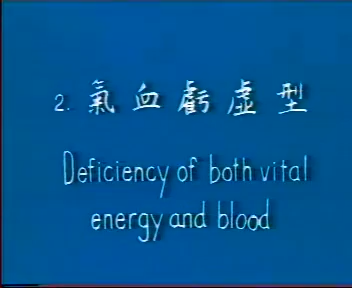 2. 氣血虧虛型
Deficiency of both vital
energy and blood